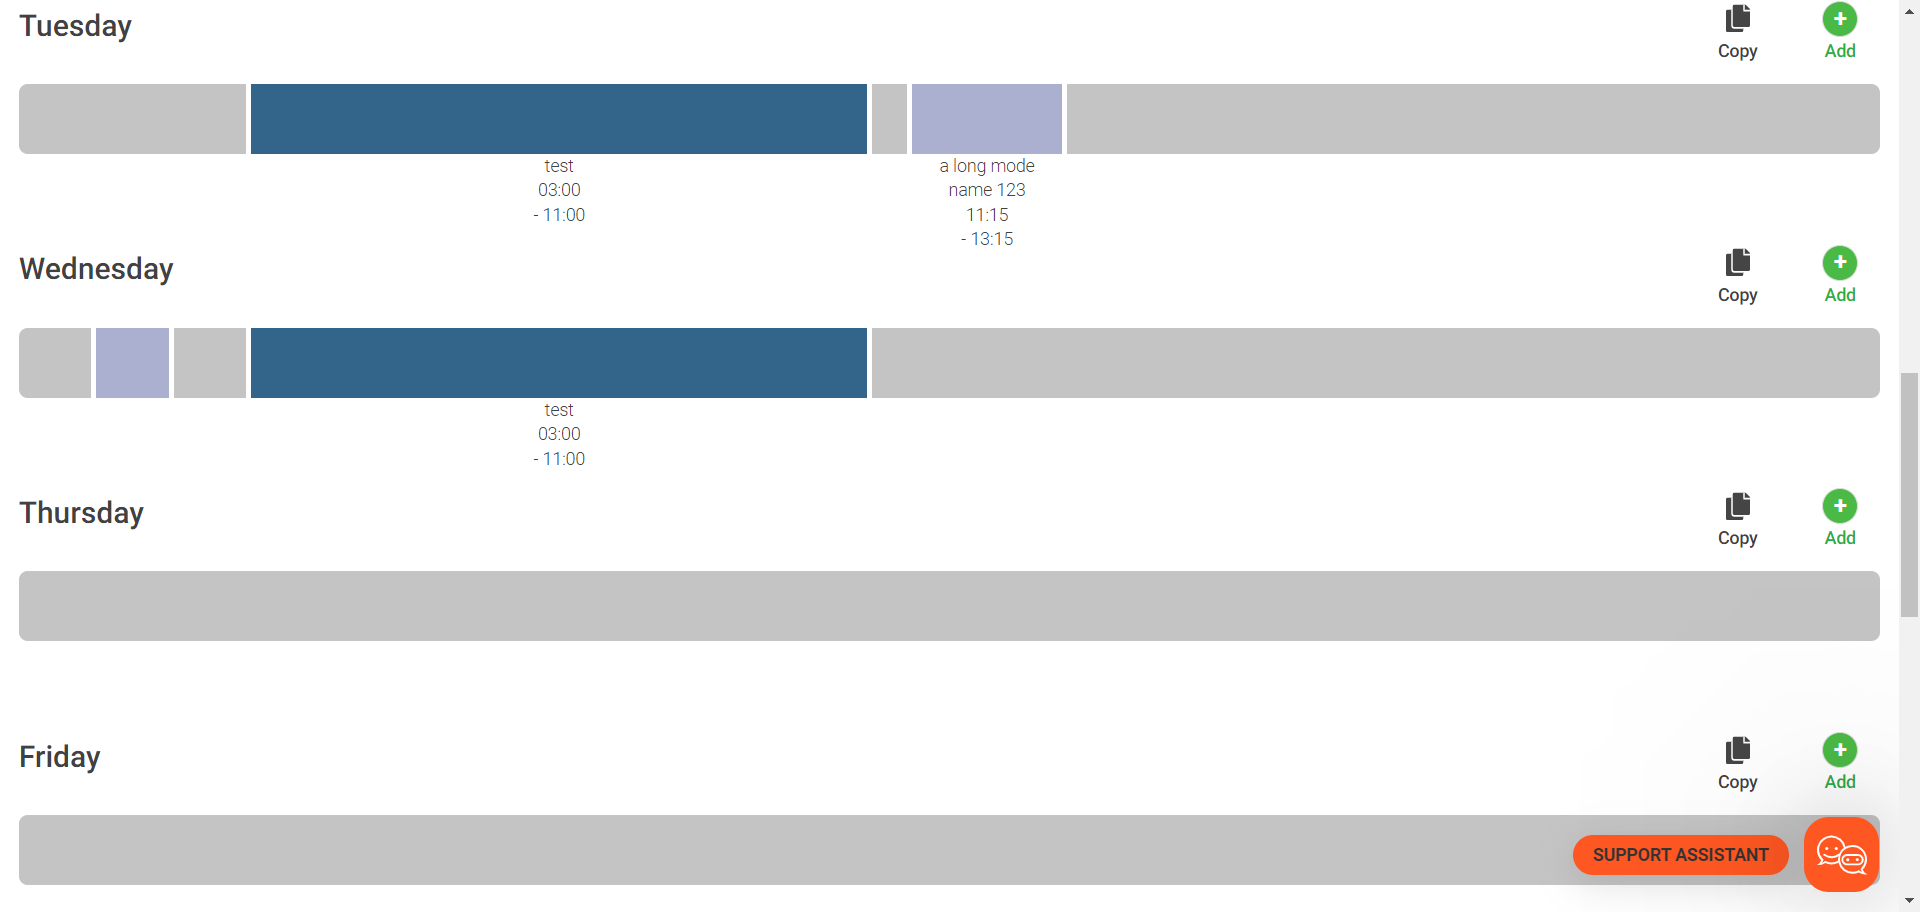 Tuesday
Copy
Add
test
03:00
- 11:00
a long mode
name 123
11:15
- 13:15
Wednesday
Copy
Add
test
03:00
- 11:00
Thursday
Copy
Add
Friday
Copy
Add
SUPPORT ASSISTANT